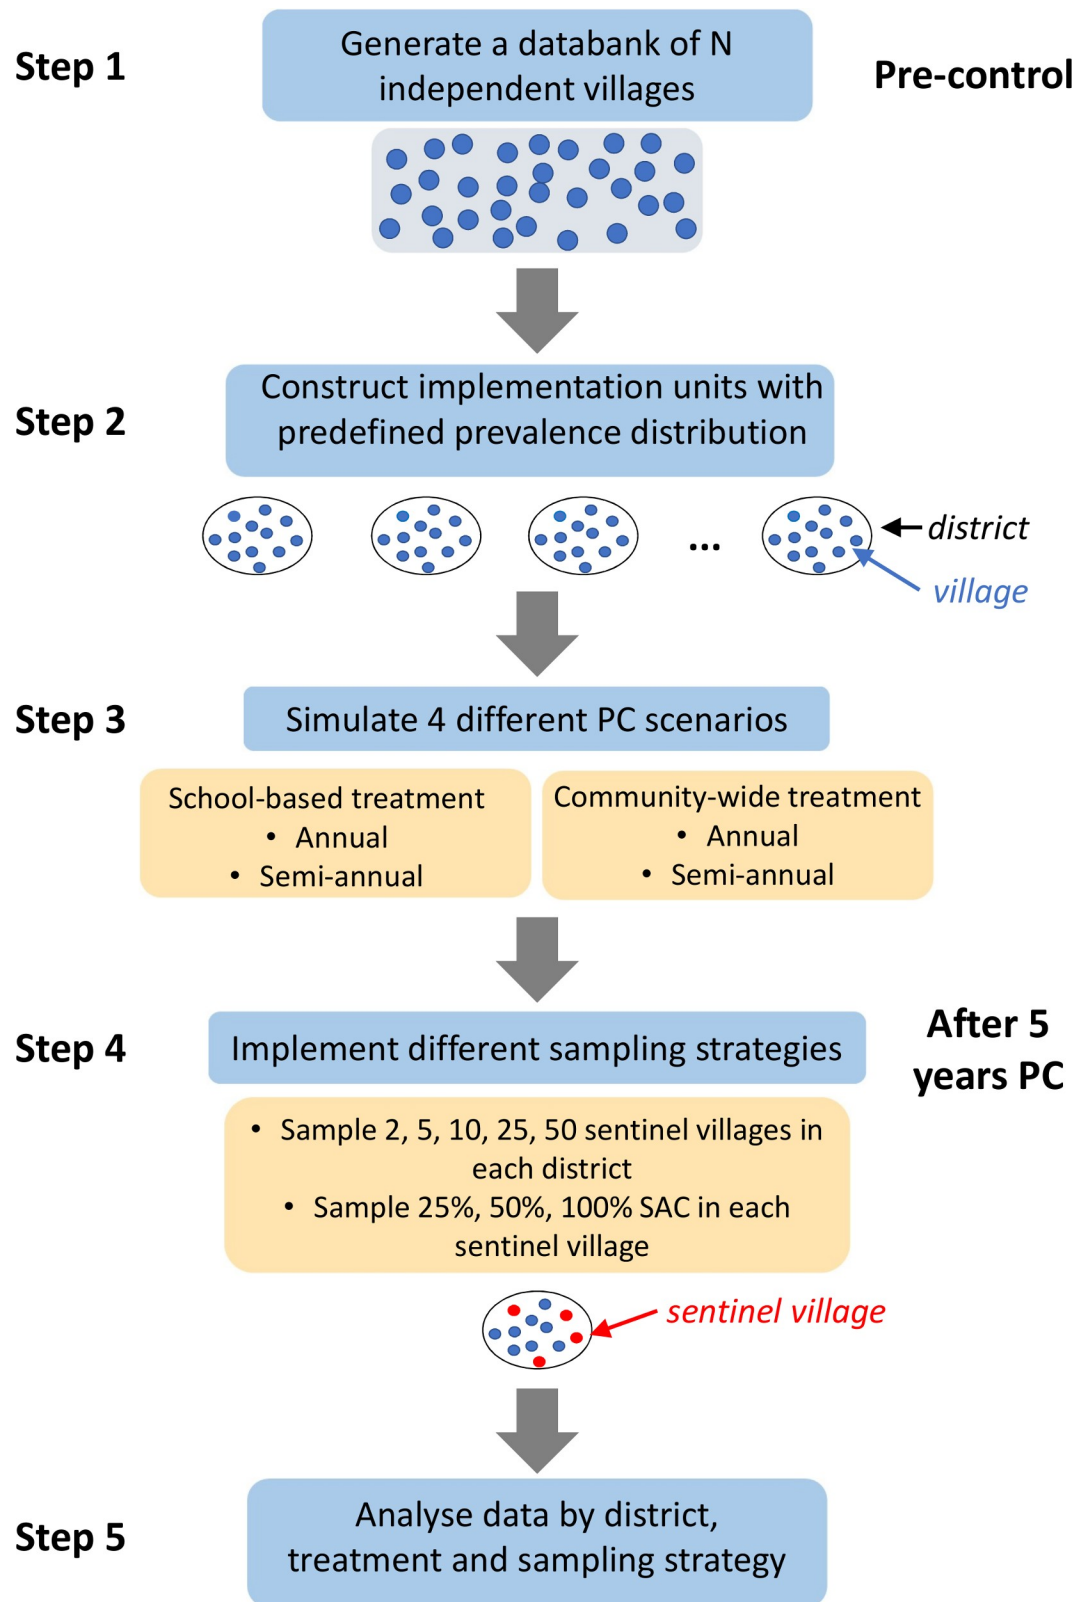 Step 1
Generate a databank of N
independent villages
Pre-control
Step 2
Construct implementation units with
predefined prevalence distribution
...
district
village
Step 3
Simulate 4 different PC scenarios
School-based treatment
• Annual
• Semi-annual
Community-wide treatment
• Annual
• Semi-annual
Step 4
Implement different sampling strategies
After 5
years PC
• Sample 2, 5, 10, 25, 50 sentinel villages in
each district
• Sample 25%, 50%, 100% SAC in each
sentinel village
sentinel village
Step 5
Analyse data by district,
treatment and sampling strategy